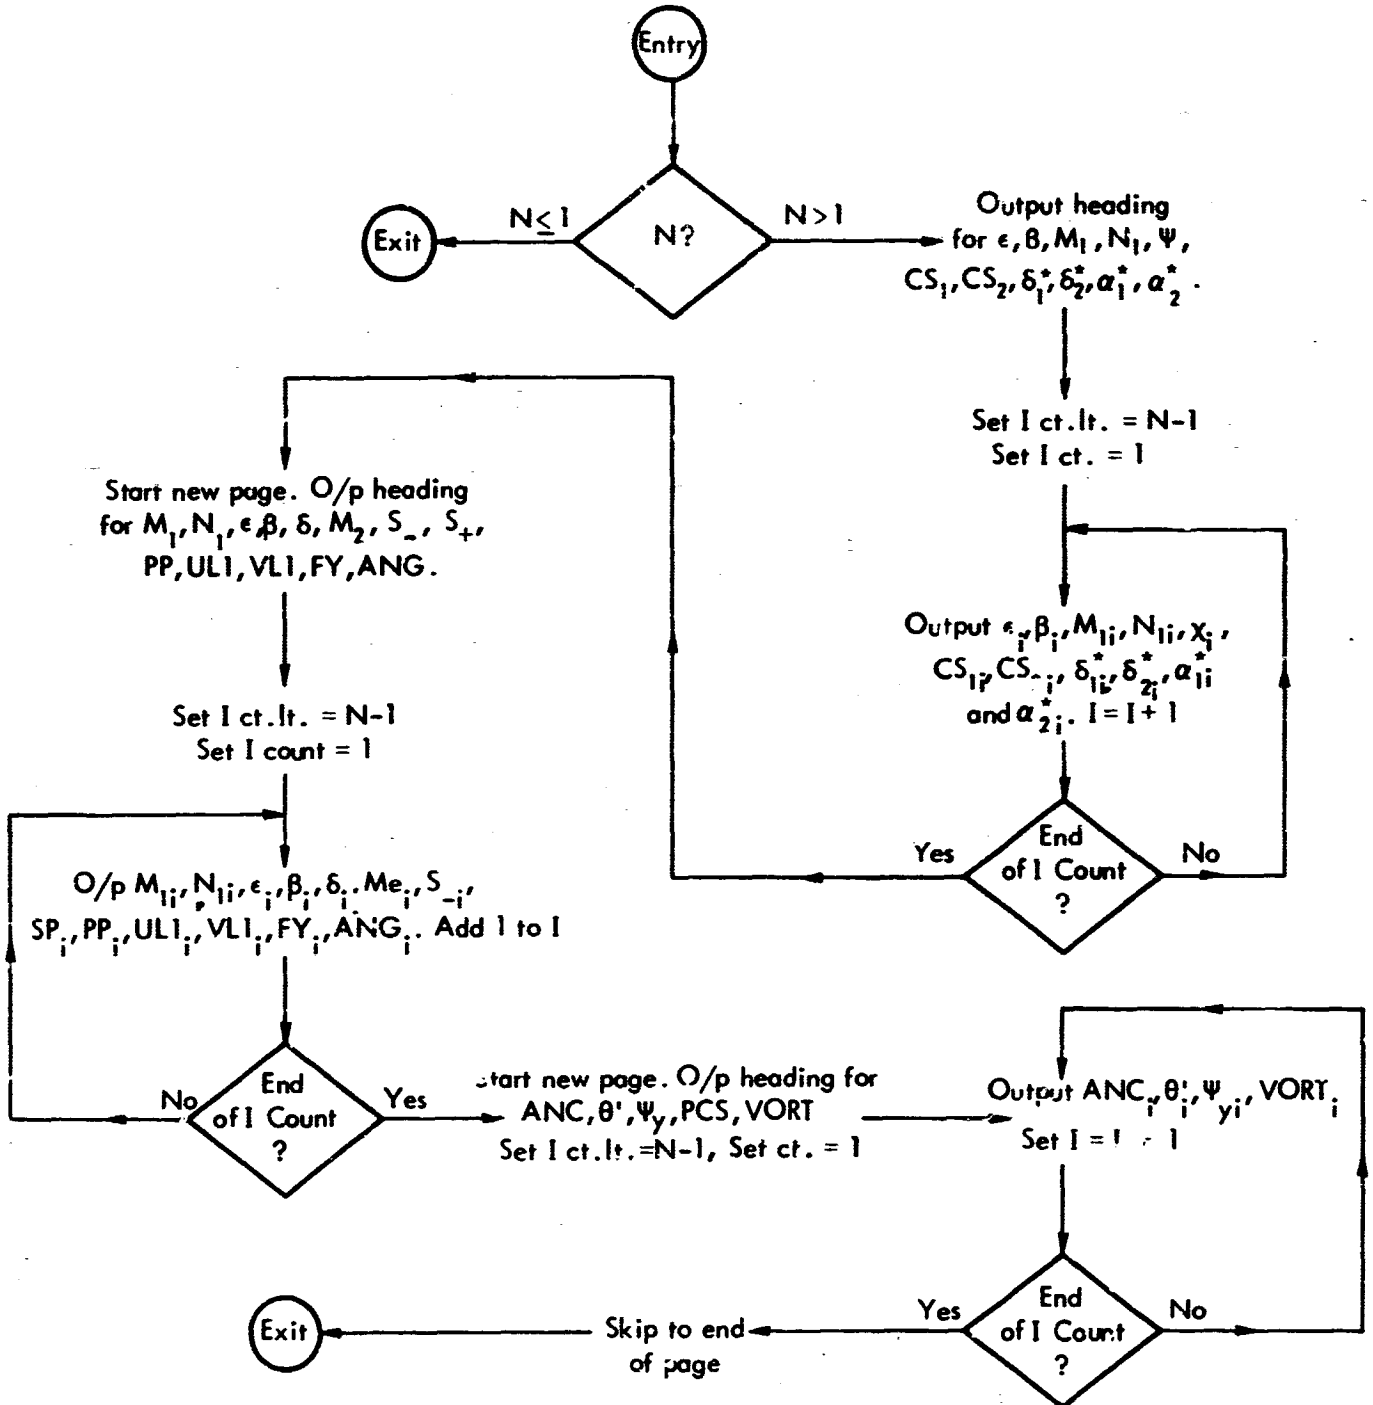 Entry
N?
N≤1
Exit
N>1
Output heading
for ϵ, β, M₁, N₁, Ψ,
CS₁, CS₂, δ₁*, δ₂*, α₁*, α₂* .
Set I ct.lt. = N-1
Set I ct. = 1
Output ϵᵢ, βᵢ, M₁ᵢ, N₁ᵢ, χᵢ,
CS₁ᵢ, CS₋ᵢ, δ₁ᵢ*, δ₂ᵢ*, α₁ᵢ*
and α₂ᵢ*. I = I + 1
End
of I Count
?
Yes
No
Start new page. O/p heading
for M₁, N₁, ϵ, β, δ, M₂, S₋, S₊,
PP, UL1, VL1, FY, ANG.
Set I ct.lt. = N-1
Set I count = 1
O/p M₁ᵢ, N₁ᵢ, ϵᵢ, βᵢ, δᵢ, Meᵢ, S₋ᵢ,
SPᵢ, PPᵢ, UL1ᵢ, VL1ᵢ, FYᵢ, ANGᵢ. Add 1 to I
End
of I Count
?
No
Yes
new page. O/p heading for
ANC, θ', Ψy, PCS, VORT
Set I ct.lt.=N-1, Set ct. = 1
Output ANCᵢ, θ'ᵢ, Ψyᵢ, VORTᵢ
Set I = 1
End
of I Count
?
Yes
No
Skip to end
of page
Exit